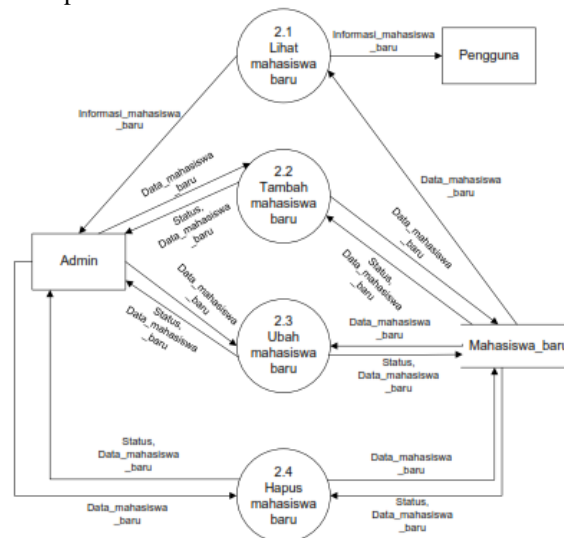 2.1
Lihat
mahasiswa
baru
Informasi_mahasiswa
_baru
Pengguna
Informasi_mahasiswa
_baru
Data_mahasiswa
_baru
2.2
Tambah
mahasiswa
baru
Data_mahasiswa
_baru
Status,
Data_mahasiswa
_baru
Data_mahasiswa
_baru
Status,
Data_mahasiswa
_baru
Admin
Data_mahasiswa
_baru
Status,
Data_mahasiswa
_baru
2.3
Ubah
mahasiswa
baru
Data_mahasiswa
_baru
Status,
Data_mahasiswa
_baru
Mahasiswa_baru
Status,
Data_mahasiswa
_baru
2.4
Hapus
mahasiswa
baru
Data_mahasiswa
_baru
Data_mahasiswa
_baru
Status,
Data_mahasiswa
_baru